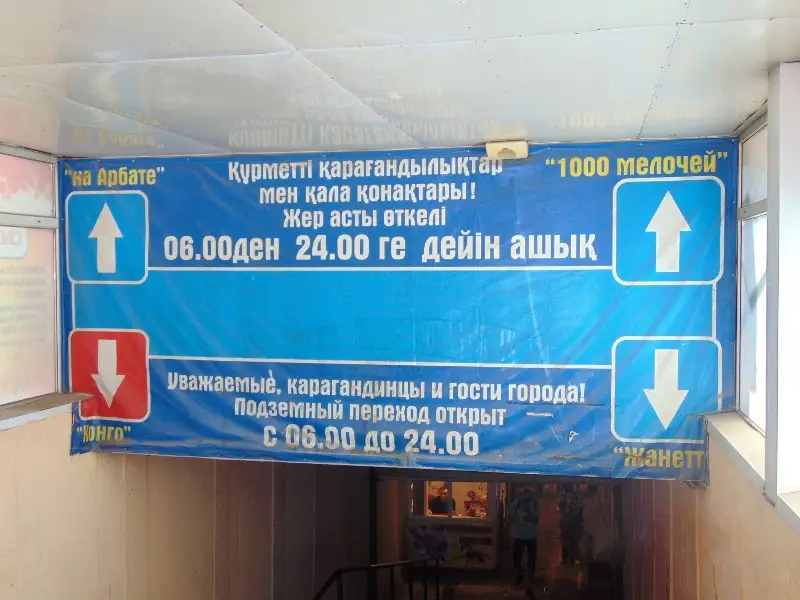 "на Арбате"
"1000 мелочей"
Құрметті қарағандылықтар
мен қала қонақтары!
Жер асты өткелі
06.00ден 24.00 ге дейін ашық
Уважаемые, карагандинцы и гости города!
Подземный переход открыт
с 06.00 до 24.00
"Конго"
"Жанетт